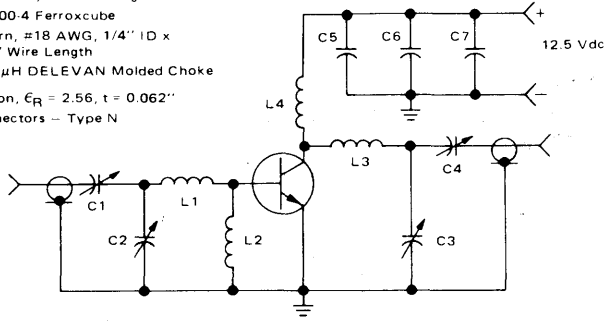 00-4 Ferroxcube
rn, #18 AWG, 1/4'' ID x
Wire Length
μH DELEVAN Molded Choke
on, ϵR = 2.56, t = 0.062''
nectors – Type N
C5
C6
C7
+
12.5 Vdc
–
L4
L3
C4
C1
L1
C2
L2
C3